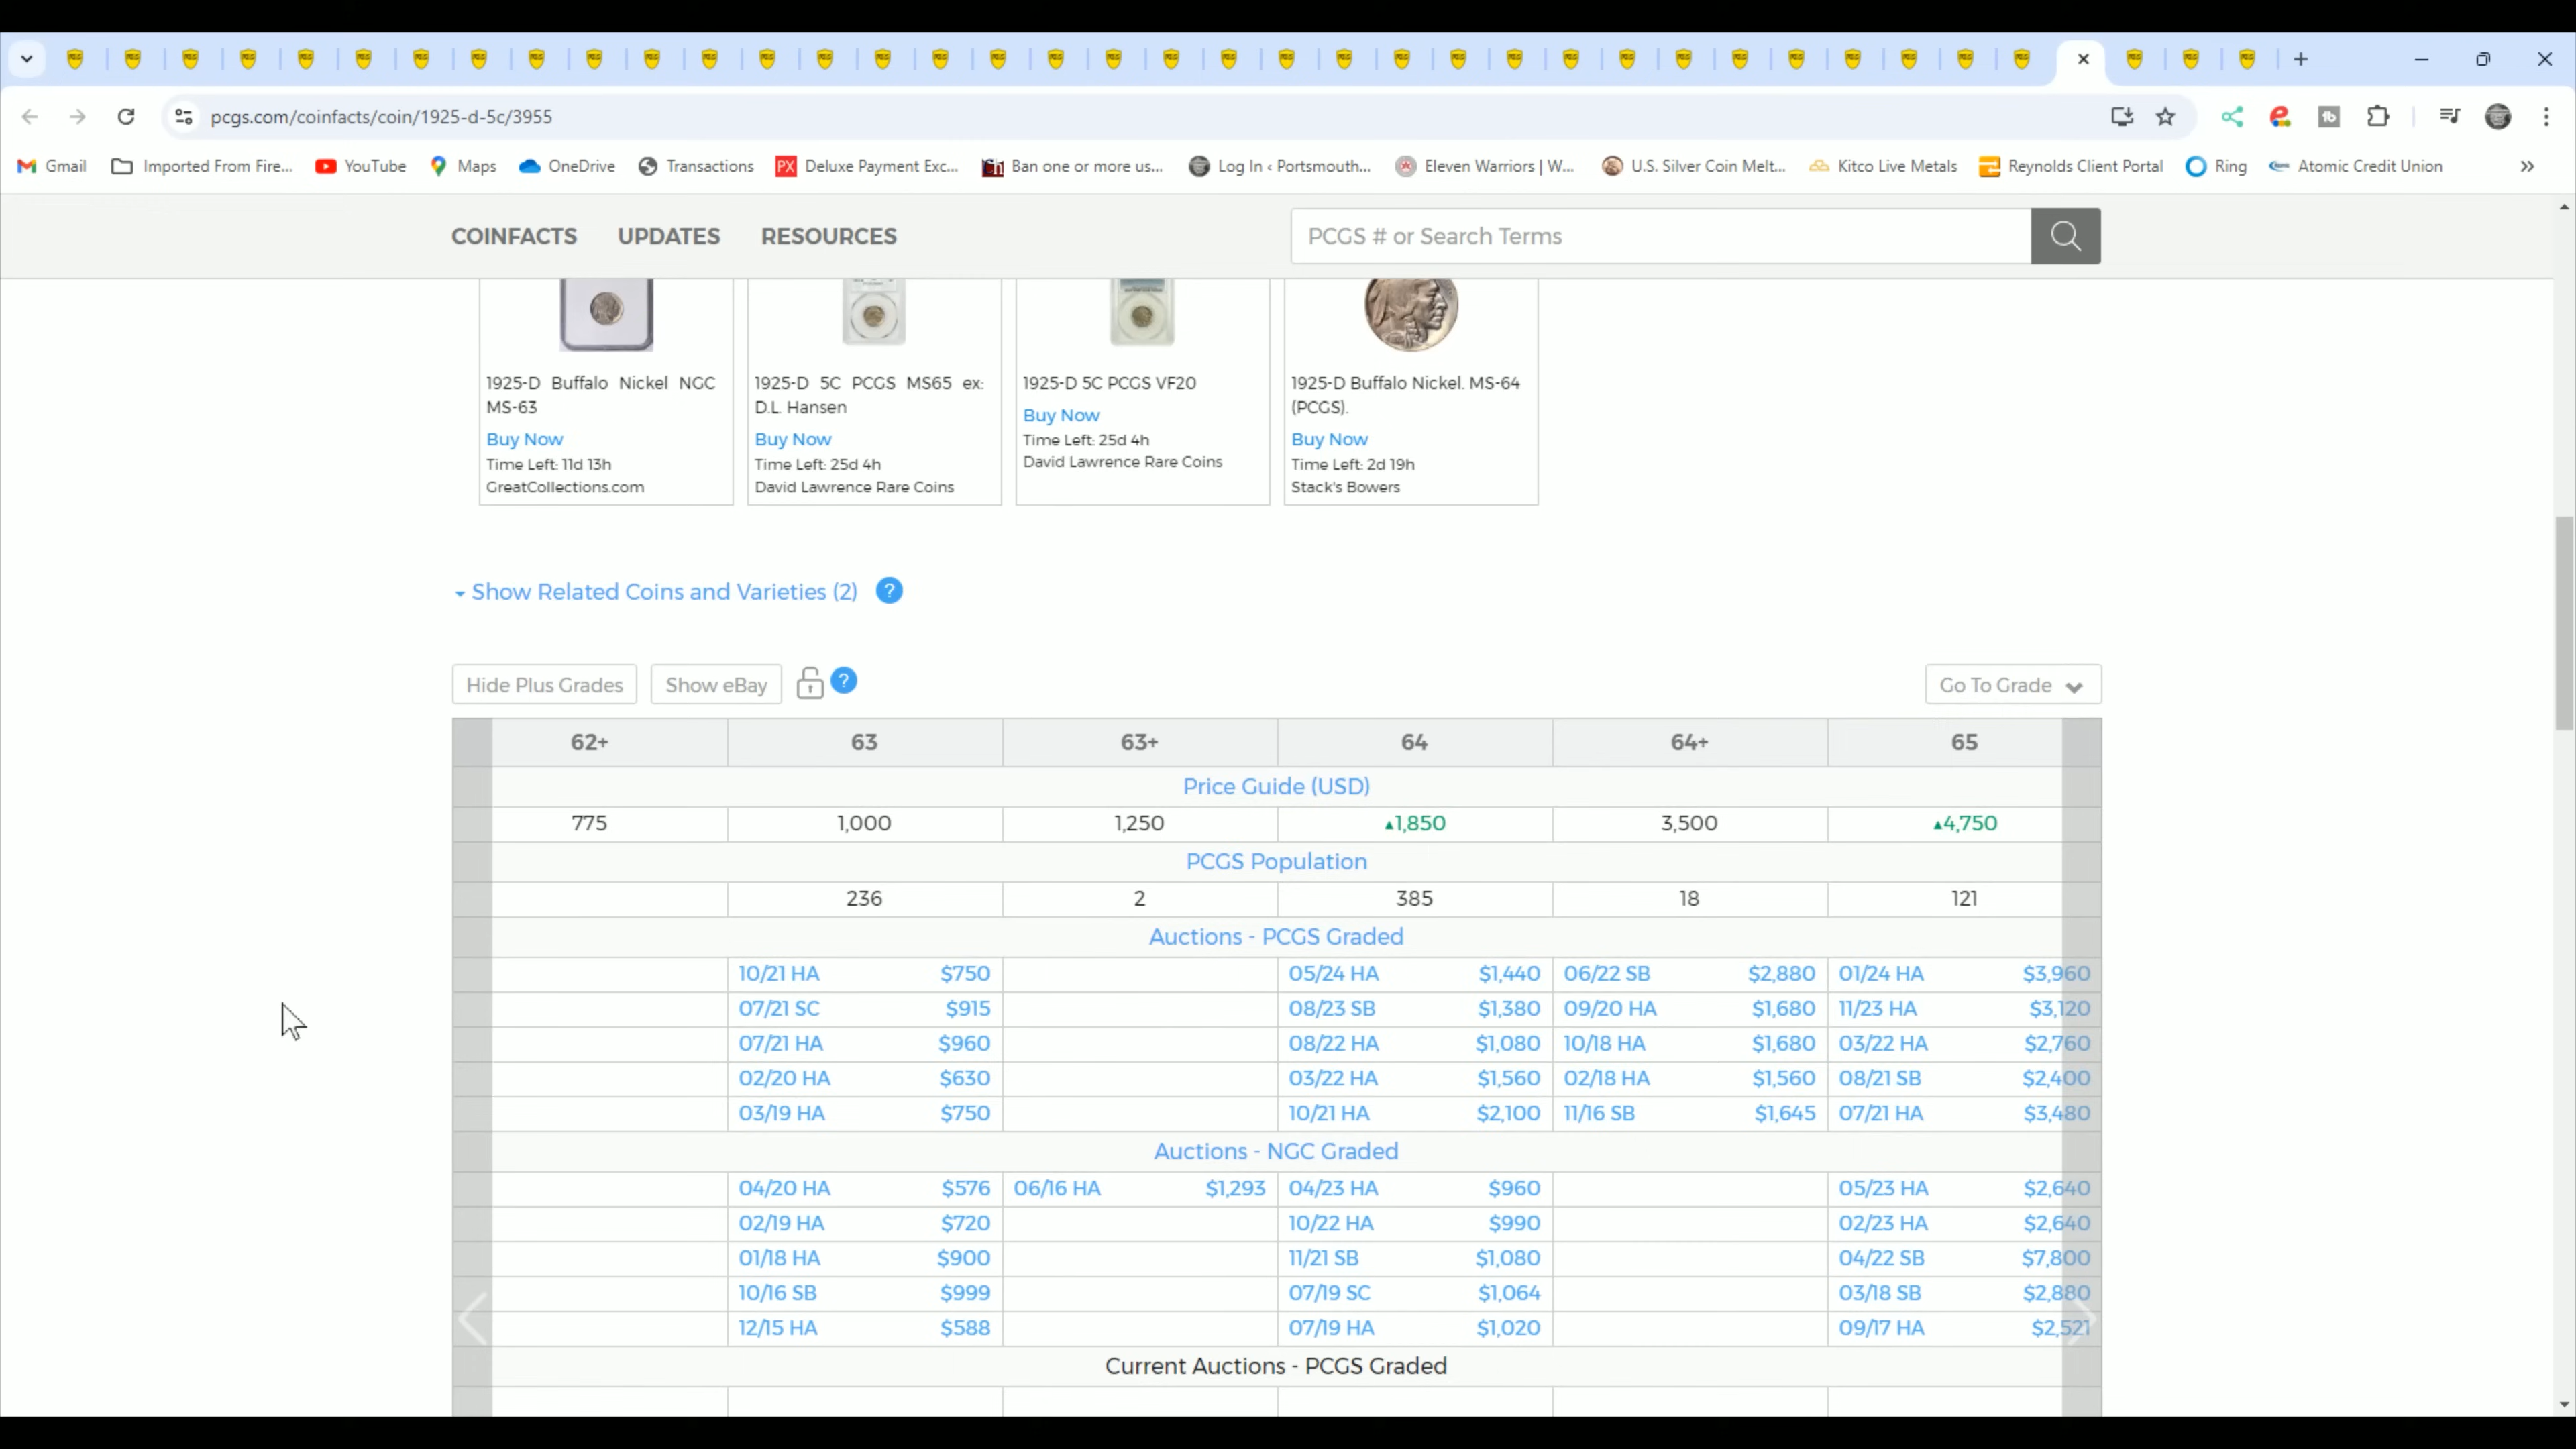 pcgs.com/coinfacts/coin/1925-d-5c/3955
Gmail Imported From Fire... YouTube Maps OneDrive Transactions Deluxe Payment Exc... Ban one or more us... Log In ‹ Portsmouth... Eleven Warriors | W... U.S. Silver Coin Melt... Kitco Live Metals Reynolds Client Portal Ring Atomic Credit Union »
COINFACTS UPDATES RESOURCES PCGS # or Search Terms
1925-D Buffalo Nickel NGC
MS-63
Buy Now
Time Left: 11d 13h
GreatCollections.com
1925-D 5C PCGS MS65 ex:
D.L. Hansen
Buy Now
Time Left: 25d 4h
David Lawrence Rare Coins
1925-D 5C PCGS VF20
Buy Now
Time Left: 25d 4h
David Lawrence Rare Coins
1925-D Buffalo Nickel. MS-64
(PCGS).
Buy Now
Time Left: 2d 19h
Stack's Bowers
Show Related Coins and Varieties (2) ?
Hide Plus Grades Show eBay ? Go To Grade
62+ 63 63+ 64 64+ 65
Price Guide (USD)
775 1,000 1,250 ▲1,850 3,500 ▲4,750
PCGS Population
236 2 385 18 121
Auctions - PCGS Graded
10/21 HA $750 05/24 HA $1,440 06/22 SB $2,880 01/24 HA $3,960
07/21 SC $915 08/23 SB $1,380 09/20 HA $1,680 11/23 HA $3,120
07/21 HA $960 08/22 HA $1,080 10/18 HA $1,680 03/22 HA $2,760
02/20 HA $630 03/22 HA $1,560 02/18 HA $1,560 08/21 SB $2,400
03/19 HA $750 10/21 HA $2,100 11/16 SB $1,645 07/21 HA $3,480
Auctions - NGC Graded
04/20 HA $576 06/16 HA $1,293 04/23 HA $960 05/23 HA $2,640
02/19 HA $720 10/22 HA $990 02/23 HA $2,640
01/18 HA $900 11/21 SB $1,080 04/22 SB $7,800
10/16 SB $999 07/19 SC $1,064 03/18 SB $2,880
12/15 HA $588 07/19 HA $1,020 09/17 HA $2,521
Current Auctions - PCGS Graded